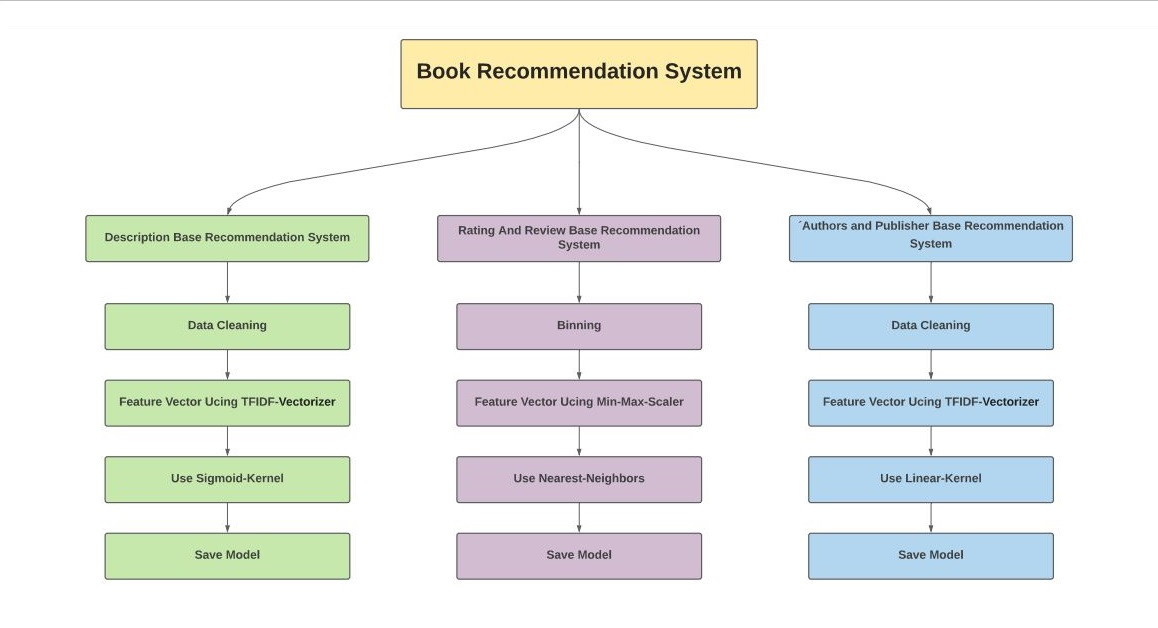 Book Recommendation System
Description Base Recommendation System
Rating And Review Base Recommendation
System
´Authors and Publisher Base Recommendation
System
Data Cleaning
Binning
Data Cleaning
Feature Vector Ucing TFIDF-Vectorizer
Feature Vector Ucing Min-Max-Scaler
Feature Vector Ucing TFIDF-Vectorizer
Use Sigmoid-Kernel
Use Nearest-Neighbors
Use Linear-Kernel
Save Model
Save Model
Save Model